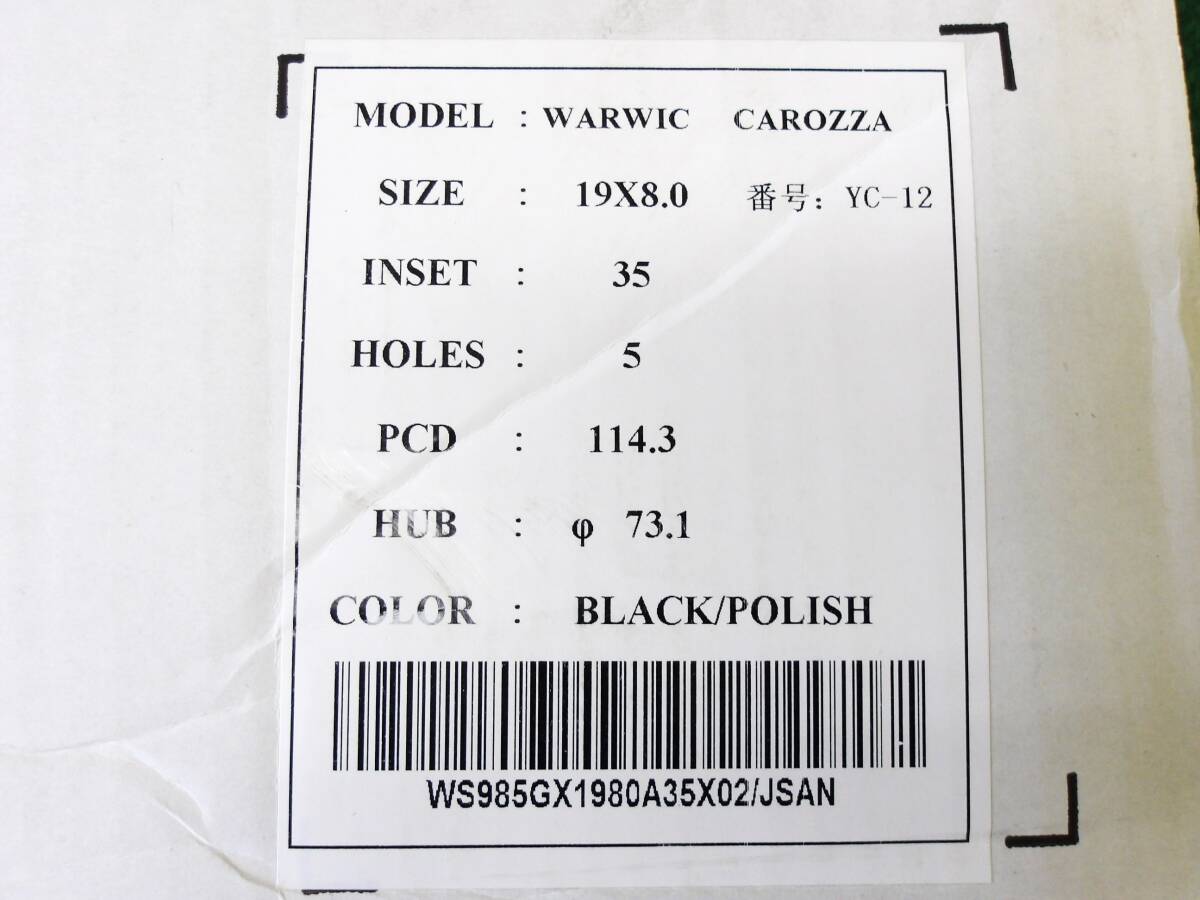 MODEL : WARWIC CAROZZA
SIZE : 19X8.0 番号: YC-12
INSET : 35
HOLES : 5
PCD : 114.3
HUB : φ 73.1
COLOR : BLACK/POLISH
WS985GX1980A35X02/JSAN